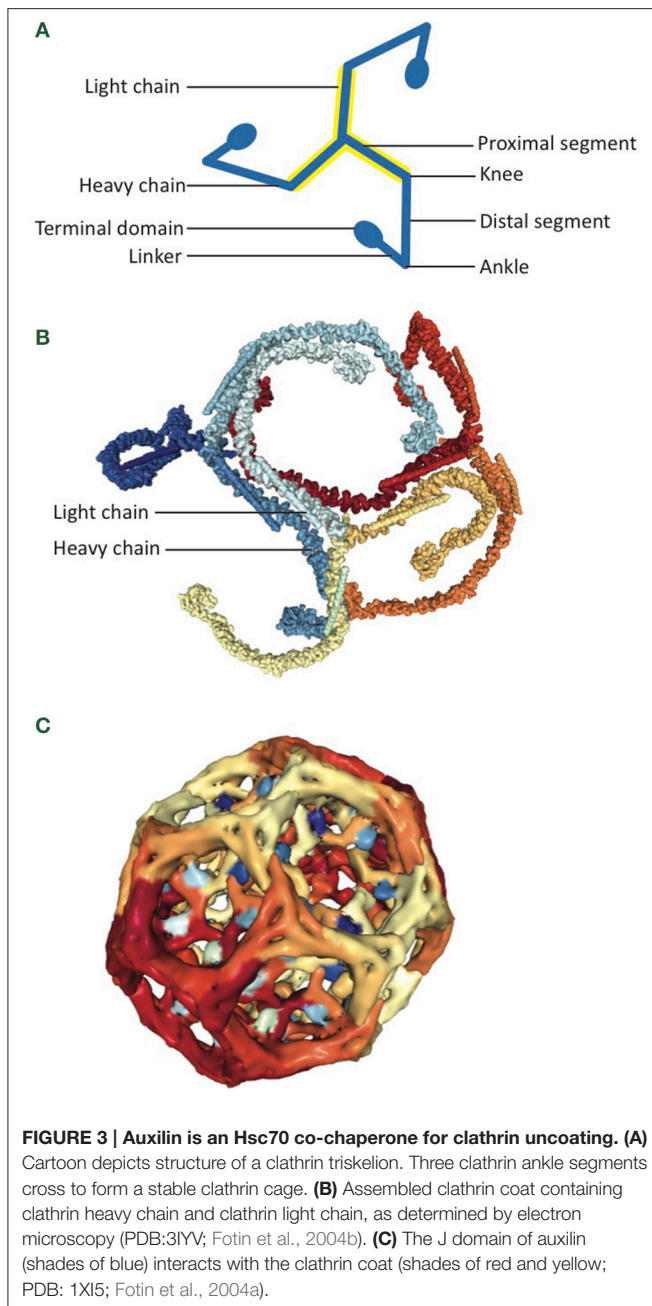 A
Light chain
Proximal segment
Knee
Heavy chain
Terminal domain
Distal segment
Linker
Ankle
B
Light chain
Heavy chain
C
FIGURE 3 | Auxilin is an Hsc70 co-chaperone for clathrin uncoating. (A)
Cartoon depicts structure of a clathrin triskelion. Three clathrin ankle segments
cross to form a stable clathrin cage. (B) Assembled clathrin coat containing
clathrin heavy chain and clathrin light chain, as determined by electron
microscopy (PDB:3IYV; Fotin et al., 2004b). (C) The J domain of auxilin
(shades of blue) interacts with the clathrin coat (shades of red and yellow;
PDB: 1XI5; Fotin et al., 2004a).